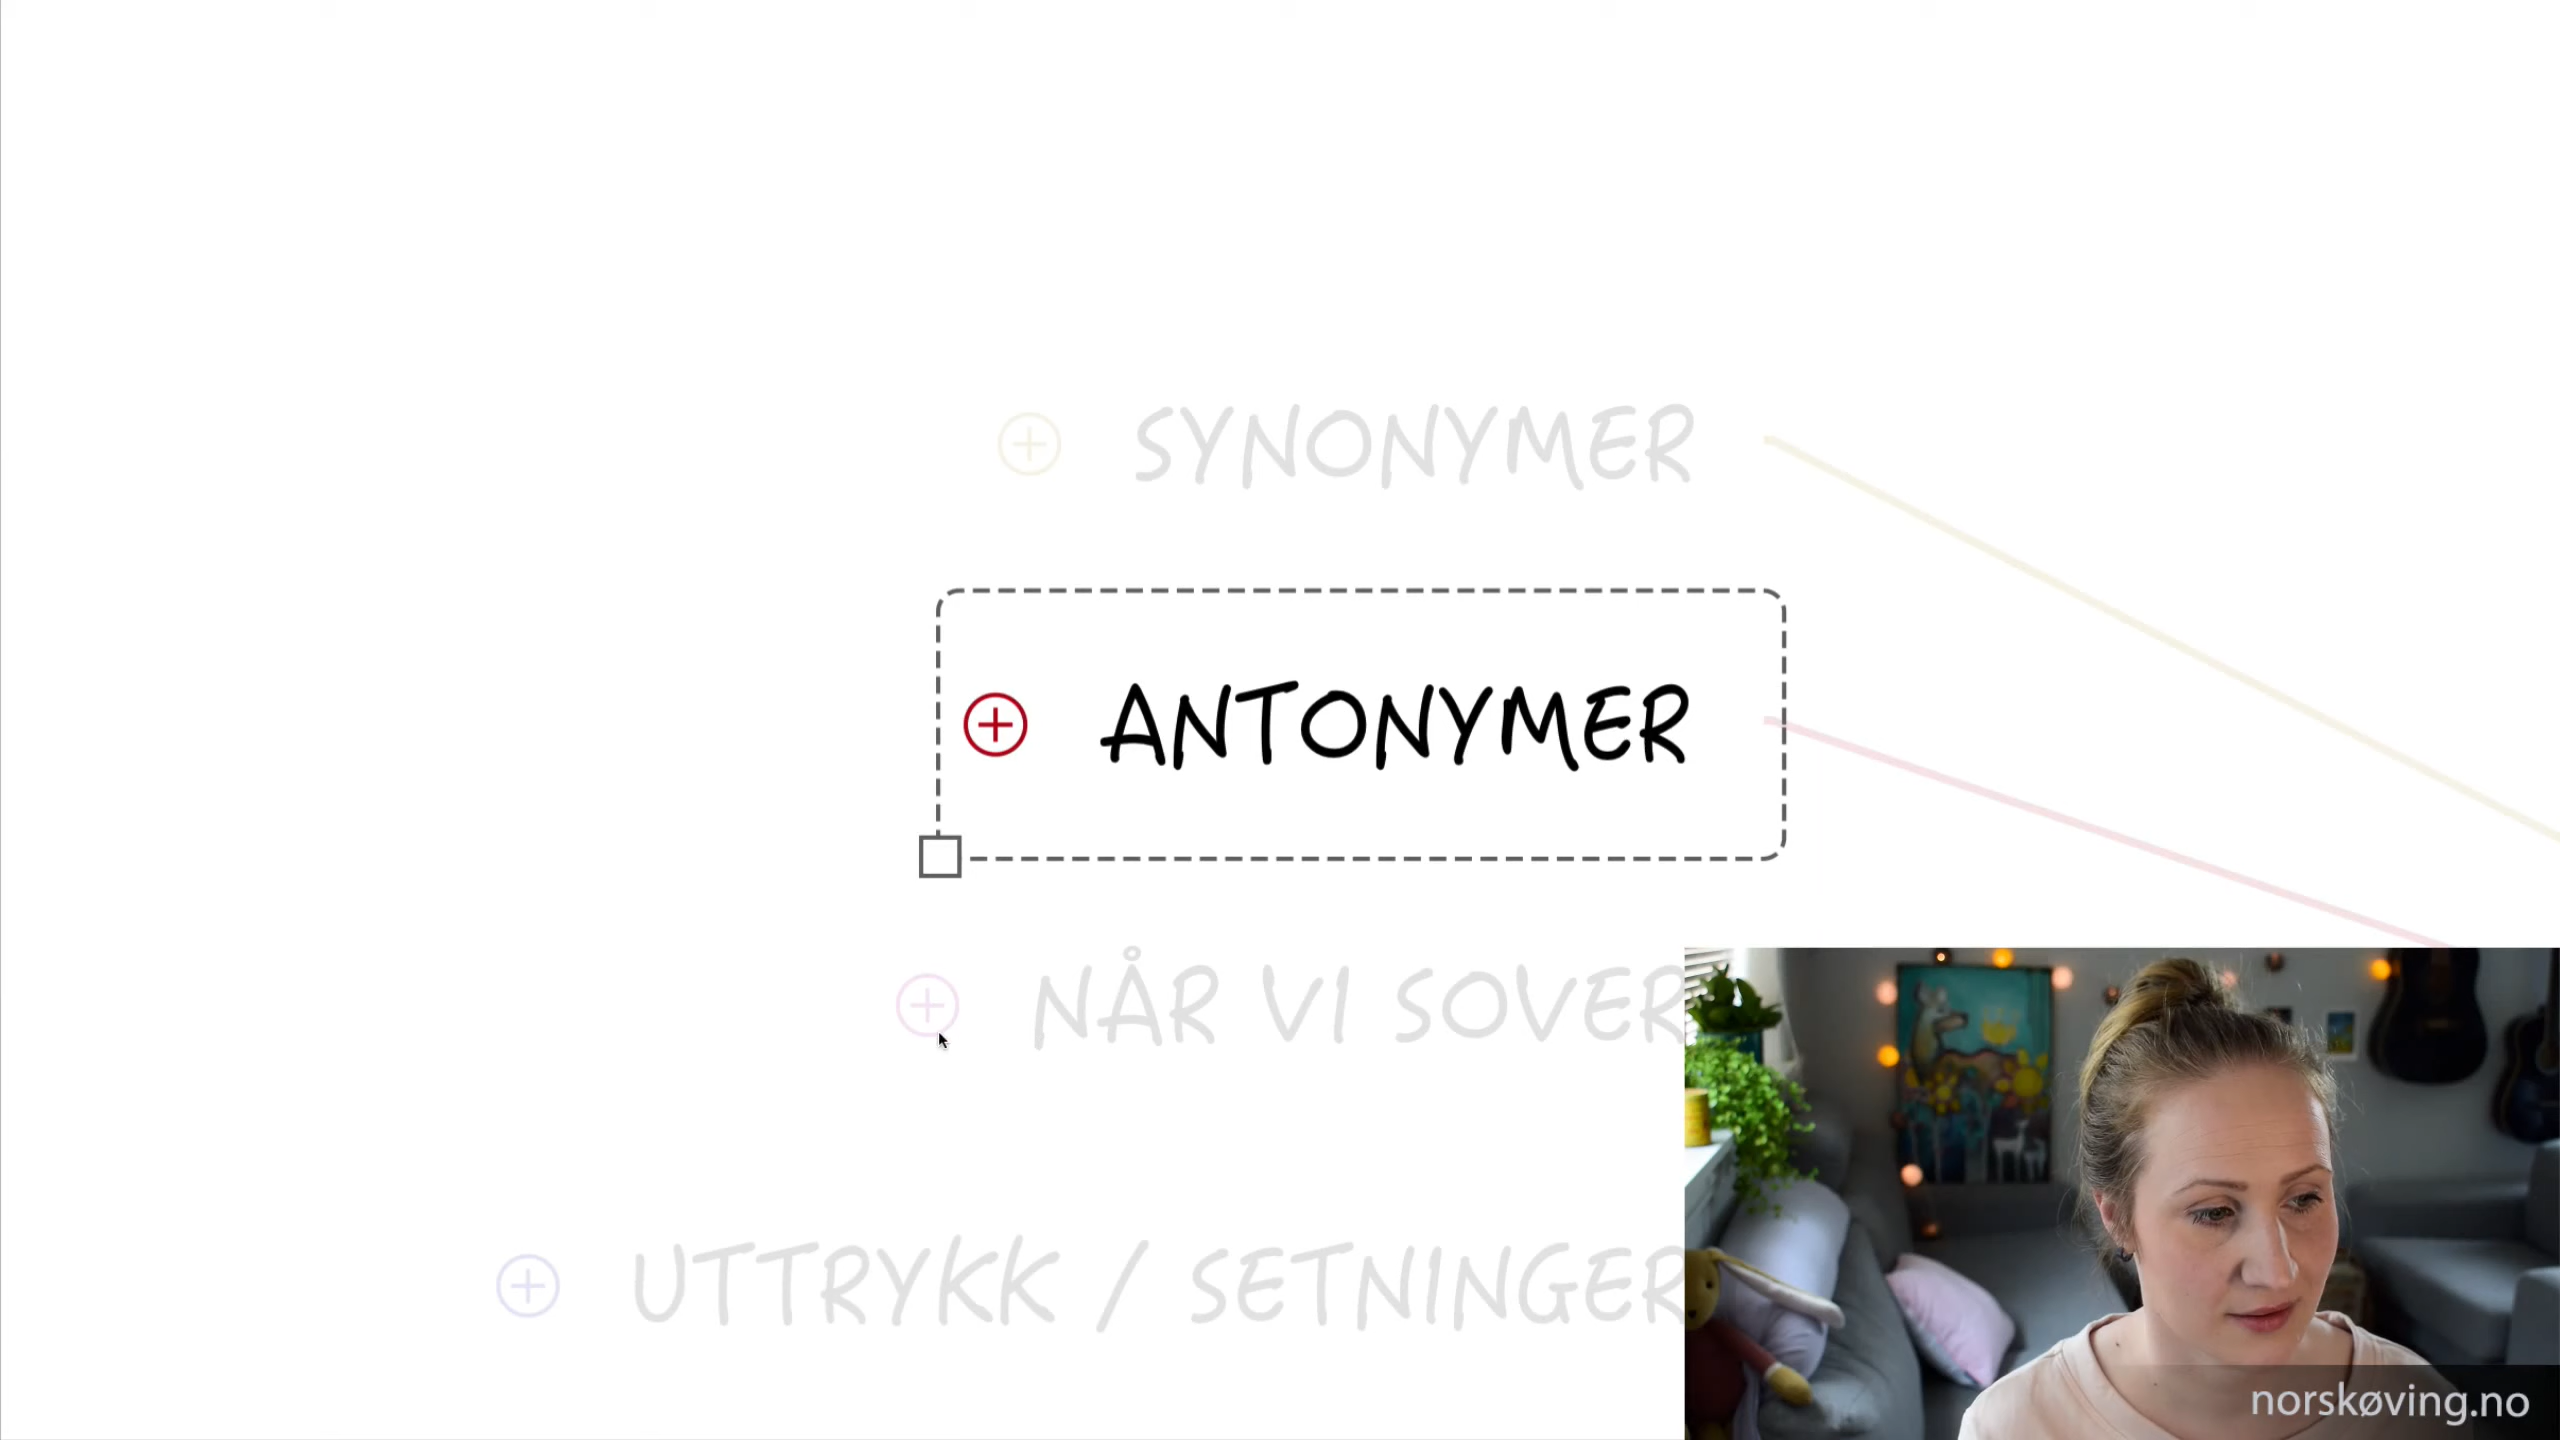 SYNONYMER
ANTONYMER
NÅR VI SOVER
UTTRYKK / SETNINGER
norskøving.no